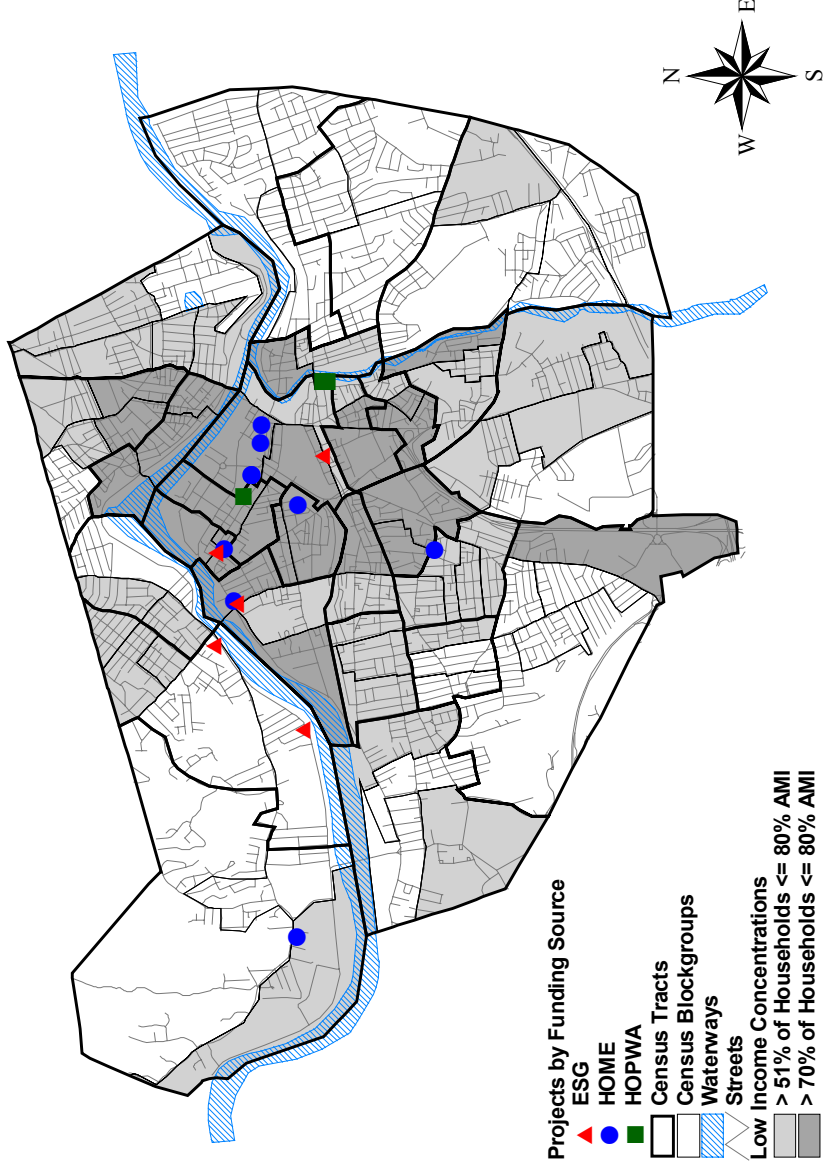 N
E
W
S
Projects by Funding Source
ESG
HOME
HOPWA
Census Tracts
Census Blockgroups
Waterways
Streets
Low Income Concentrations
> 51% of Households <= 80% AMI
> 70% of Households <= 80% AMI